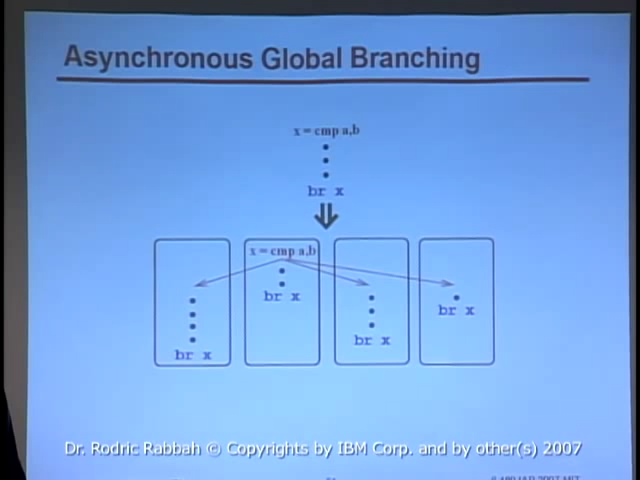 Asynchronous Global Branching
x = cmp a,b
br x
x = cmp a,b
br x
br x
br x
br x
Dr. Rodric Rabbah © Copyrights by IBM Corp. and by other(s) 2007